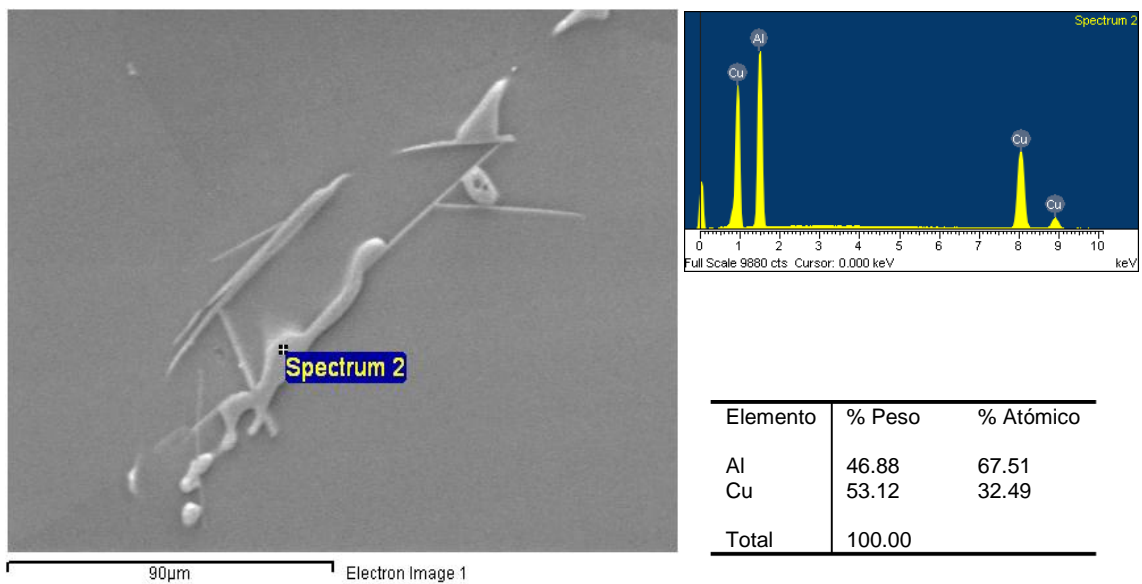 Spectrum 2
90µm
Electron Image 1
Spectrum 2
Al
Cu
Cu
Cu
0 1 2 3 4 5 6 7 8 9 10
Full Scale 9880 cts Cursor: 0.000 keV
keV
Elemento % Peso % Atómico
Al 46.88 67.51
Cu 53.12 32.49
Total 100.00